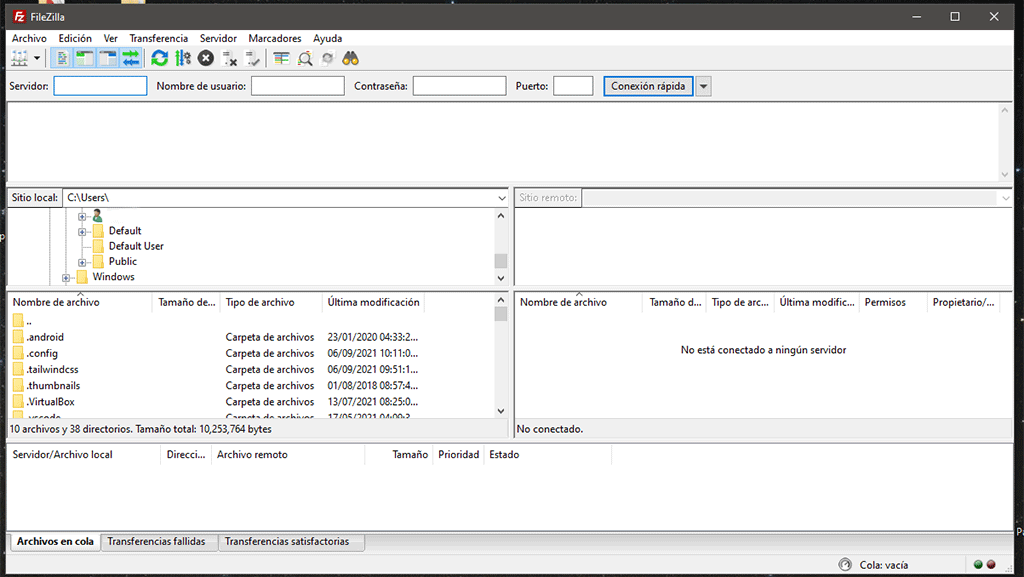 FileZilla
Archivo Edición Ver Transferencia Servidor Marcadores Ayuda
Servidor: Nombre de usuario: Contraseña: Puerto: Conexión rápida
Sitio local: C:\Users\
Sitio remoto:
Default
Default User
Public
Windows
Nombre de archivo Tamaño de... Tipo de archivo Última modificación
..
.android Carpeta de archivos 23/01/2020 04:33:2...
.config Carpeta de archivos 06/09/2021 10:11:0...
.tailwindcss Carpeta de archivos 06/09/2021 09:51:1...
.thumbnails Carpeta de archivos 01/08/2018 08:57:4...
.VirtualBox Carpeta de archivos 13/07/2021 08:25:0...
.vscode Carpeta de archivos 17/05/2021 04:09:3...
10 archivos y 38 directorios. Tamaño total: 10,253,764 bytes
Nombre de archivo Tamaño d... Tipo de arc... Última modific... Permisos Propietario/...
No está conectado a ningún servidor
No conectado.
Servidor/Archivo local Direcci... Archivo remoto Tamaño Prioridad Estado
Archivos en cola Transferencias fallidas Transferencias satisfactorias
Cola: vacía